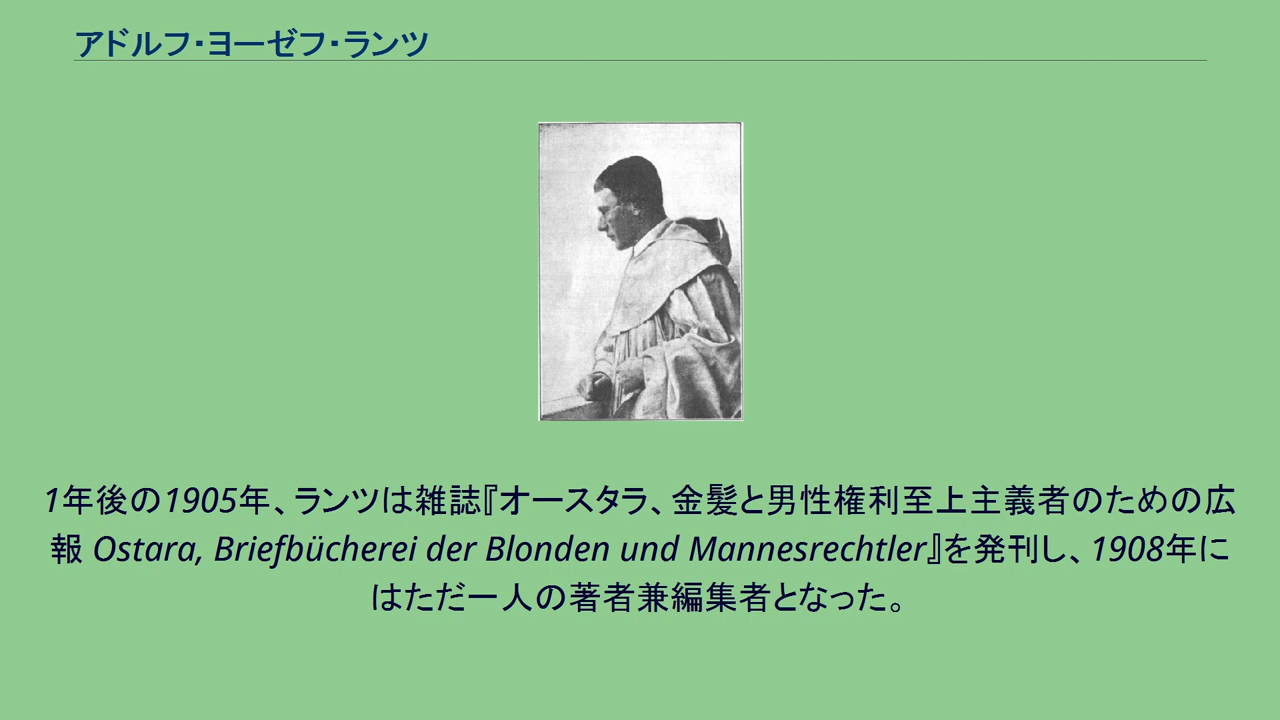 アドルフ・ヨーゼフ・ランツ
1年後の1905年、ランツは雑誌『オースタラ、金髪と男性権利至上主義者のための広
報 Ostara, Briefbücherei der Blonden und Mannesrechtler』を発刊し、1908年に
はただ一人の著者兼編集者となった。